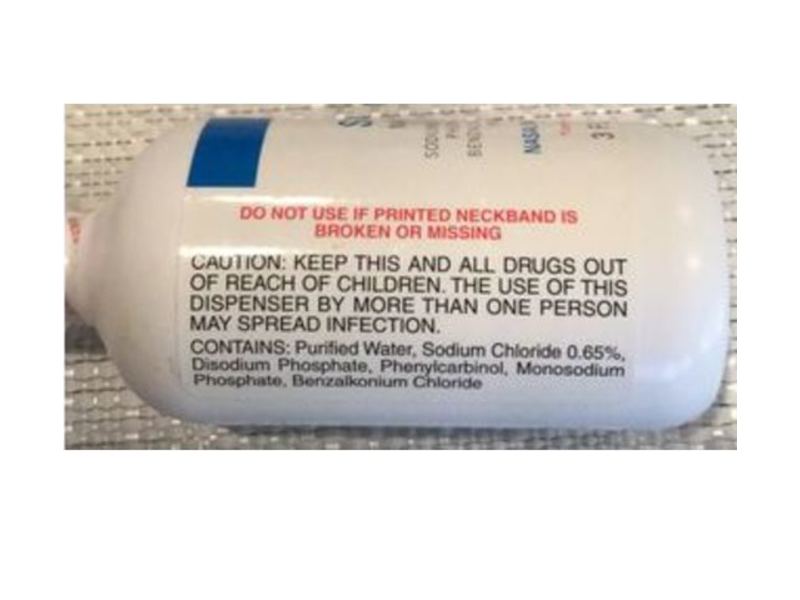 DO NOT USE IF PRINTED NECKBAND IS
BROKEN OR MISSING
CAUTION: KEEP THIS AND ALL DRUGS OUT
OF REACH OF CHILDREN. THE USE OF THIS
DISPENSER BY MORE THAN ONE PERSON
MAY SPREAD INFECTION.
CONTAINS: Purified Water, Sodium Chloride 0.65%,
Disodium Phosphate, Phenylcarbinol, Monosodium
Phosphate, Benzalkonium Chloride